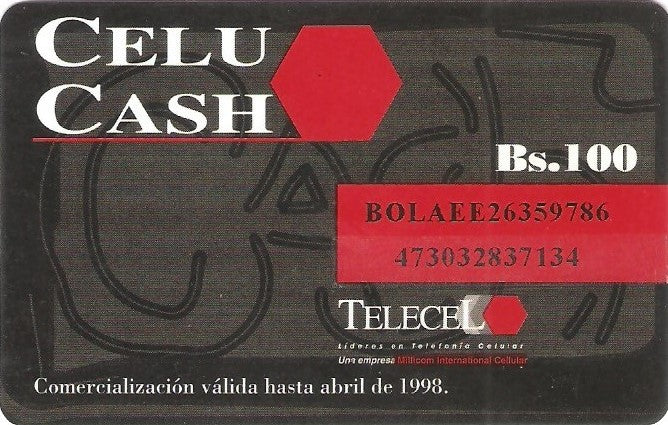 CELU
CASH
Bs.100
BOLAEE26359786
473032837134
TELECEL
Líderes en Telefonía Celular
Una empresa Millicom International Cellular
Comercialización válida hasta abril de 1998.